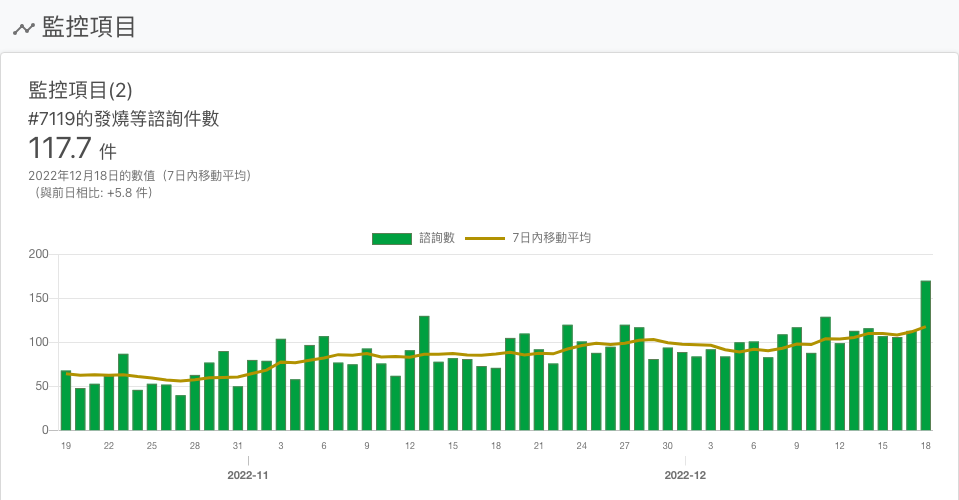 監控項目
監控項目(2)
#7119的發燒等諮詢件數
117.7 件
2022年12月18日的數值（7日內移動平均）
（與前日相比: +5.8 件）
諮詢數 7日內移動平均
200
150
100
50
0
19 22 25 28 31 3 6 9 12 15 18 21 24 27 30 3 6 9 12 15 18
2022-11 2022-12